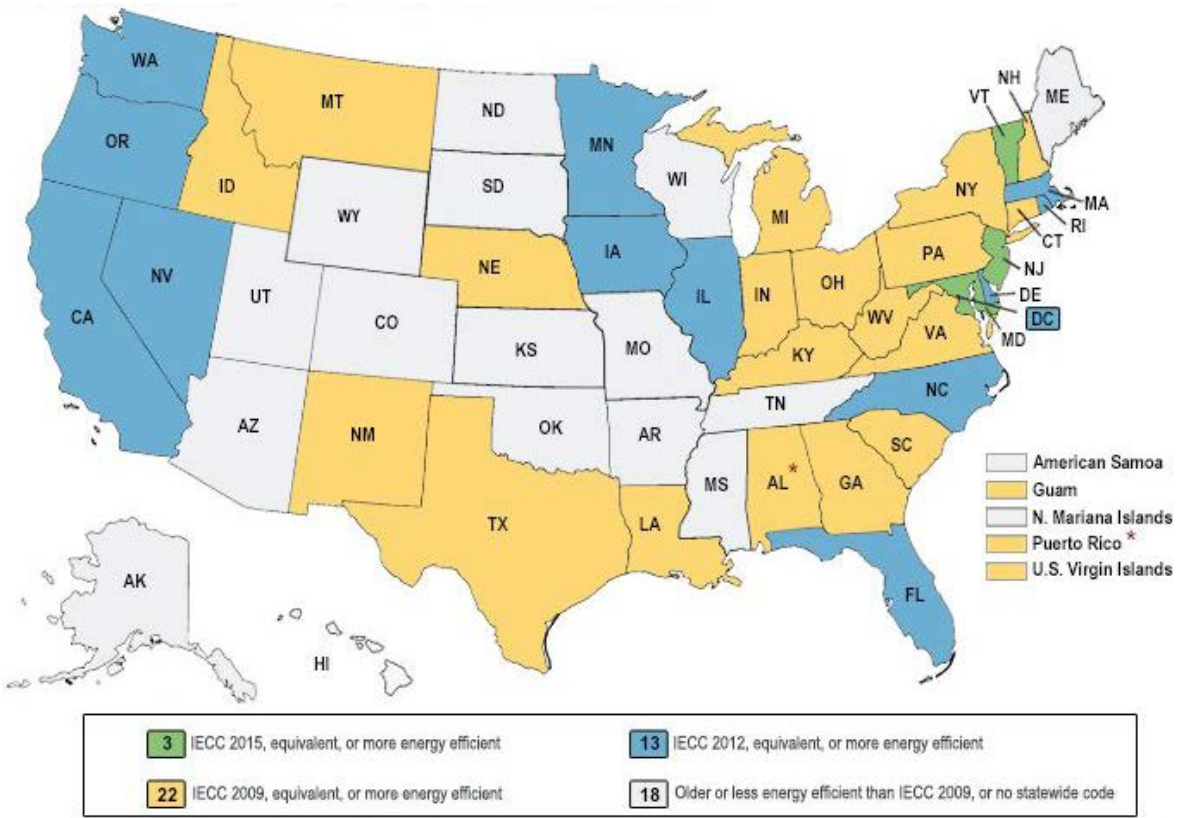 WA
OR
CA
NV
ID
MT
WY
UT
CO
AZ
NM
ND
SD
NE
KS
OK
TX
MN
IA
MO
AR
LA
WI
IL
MI
IN
OH
KY
TN
MS
AL *
GA
FL
SC
NC
VA
WV
PA
NY
VT
NH
ME
MA
RI
CT
NJ
DE
DC
MD
AK
HI
American Samoa
Guam
N. Mariana Islands
Puerto Rico *
U.S. Virgin Islands
3 IECC 2015, equivalent, or more energy efficient
13 IECC 2012, equivalent, or more energy efficient
22 IECC 2009, equivalent, or more energy efficient
18 Older or less energy efficient than IECC 2009, or no statewide code